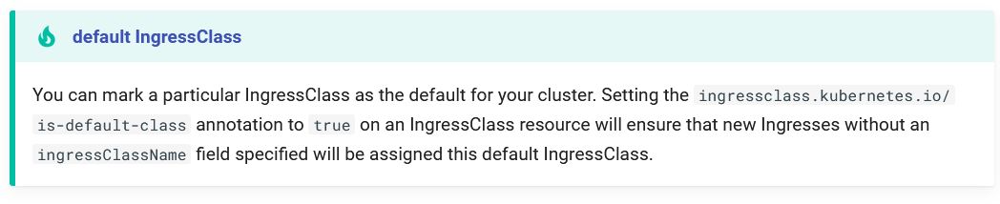 default IngressClass
You can mark a particular IngressClass as the default for your cluster. Setting the ingressclass.kubernetes.io/
is-default-class annotation to true on an IngressClass resource will ensure that new Ingresses without an
ingressClassName field specified will be assigned this default IngressClass.